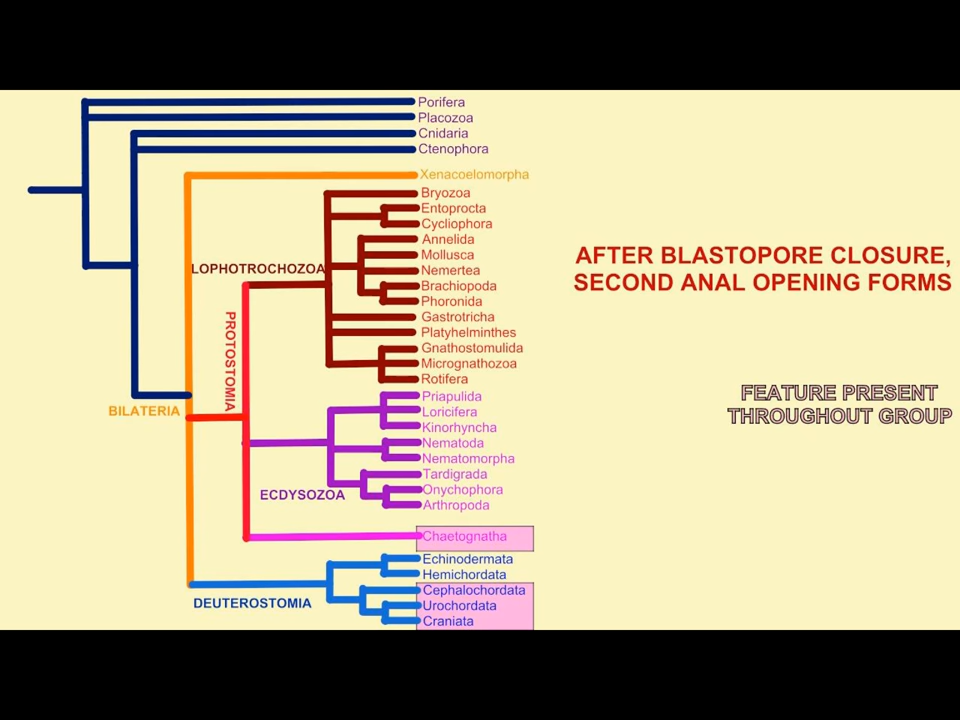 Porifera
Placozoa
Cnidaria
Ctenophora
Xenacoelomorpha
Bryozoa
Entoprocta
Cycliophora
Annelida
Mollusca
Nemertea
Brachiopoda
Phoronida
Gastrotricha
Platyhelminthes
Gnathostomulida
Micrognathozoa
Rotifera
Priapulida
Loricifera
Kinorhyncha
Nematoda
Nematomorpha
Tardigrada
Onychophora
Arthropoda
Chaetognatha
Echinodermata
Hemichordata
Cephalochordata
Urochordata
Craniata
LOPHOTROCHOZOA
PROTOSTOMIA
BILATERIA
ECDYSOZOA
DEUTEROSTOMIA
AFTER BLASTOPORE CLOSURE,
SECOND ANAL OPENING FORMS
FEATURE PRESENT
THROUGHOUT GROUP